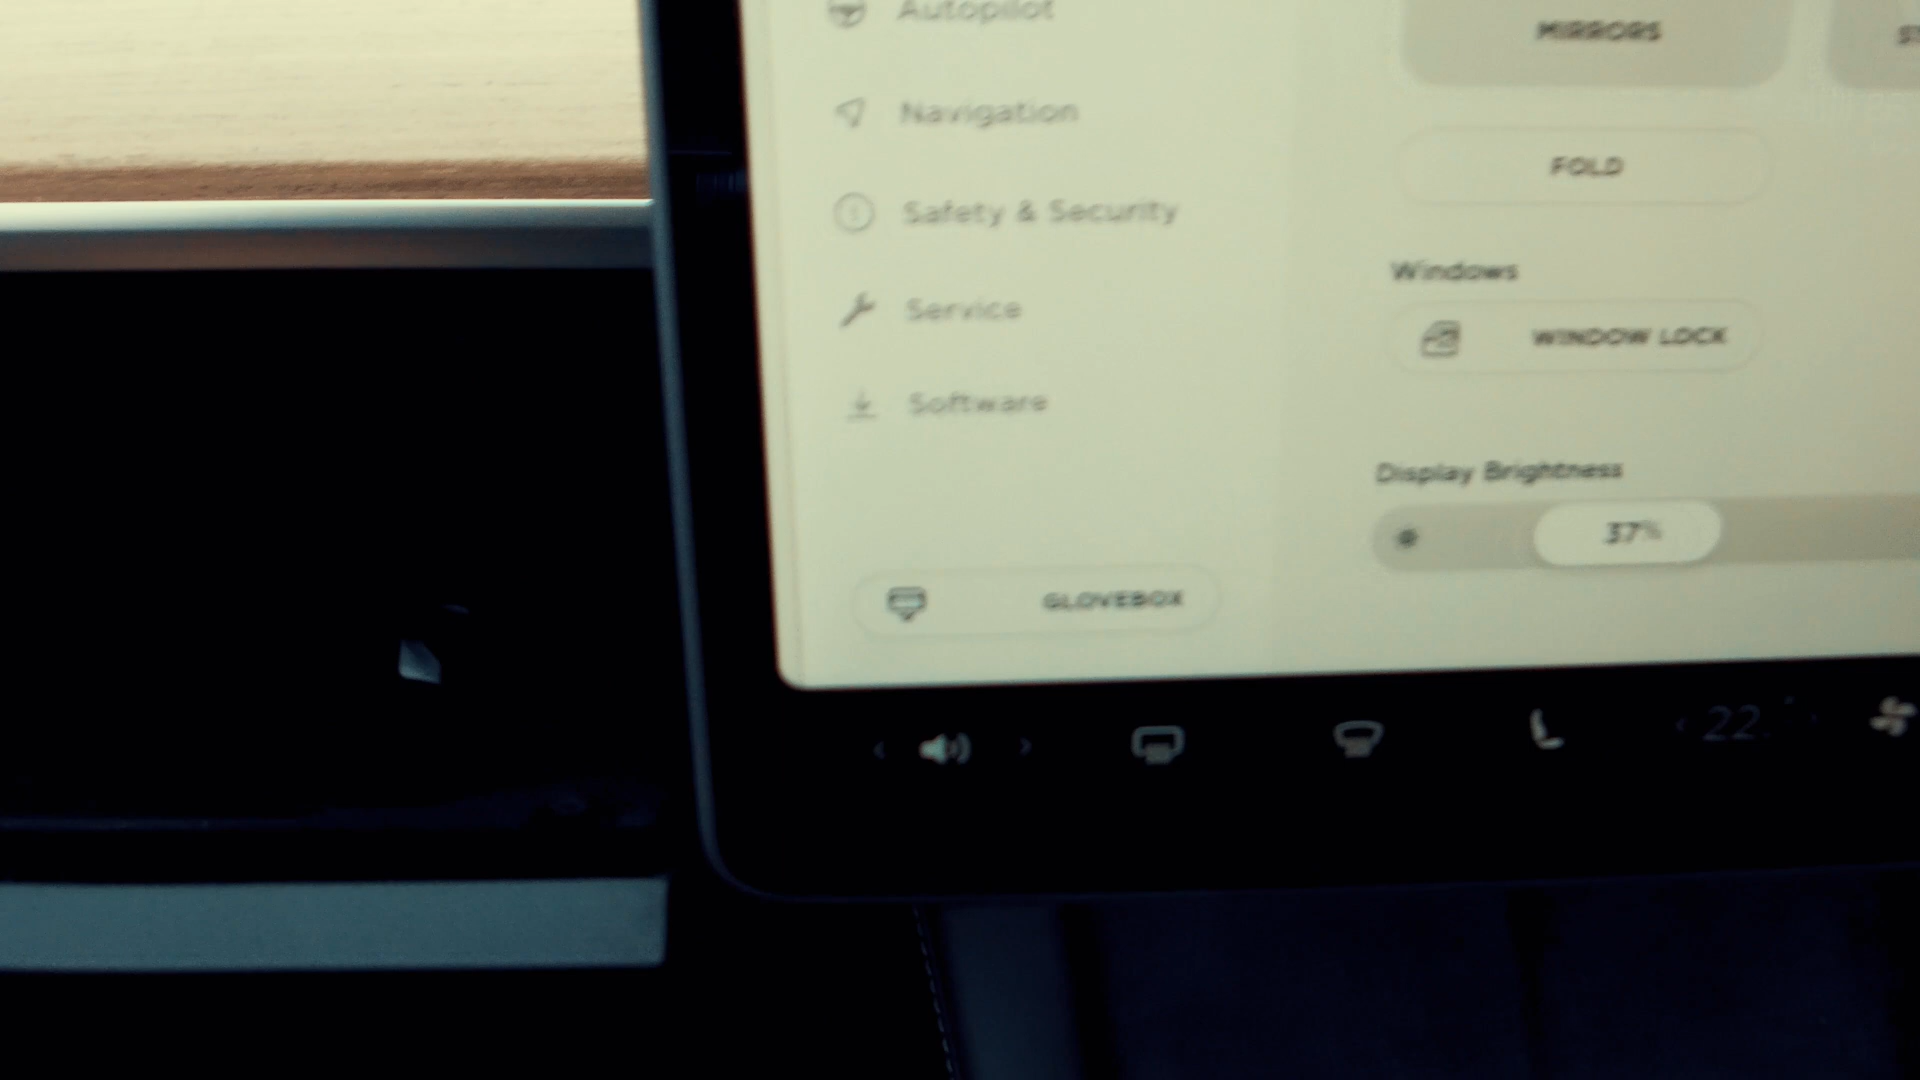 Autopilot
Navigation
Safety & Security
Service
Software
GLOVEBOX
MIRRORS
FOLD
Windows
WINDOW LOCK
Display Brightness
37%
22.